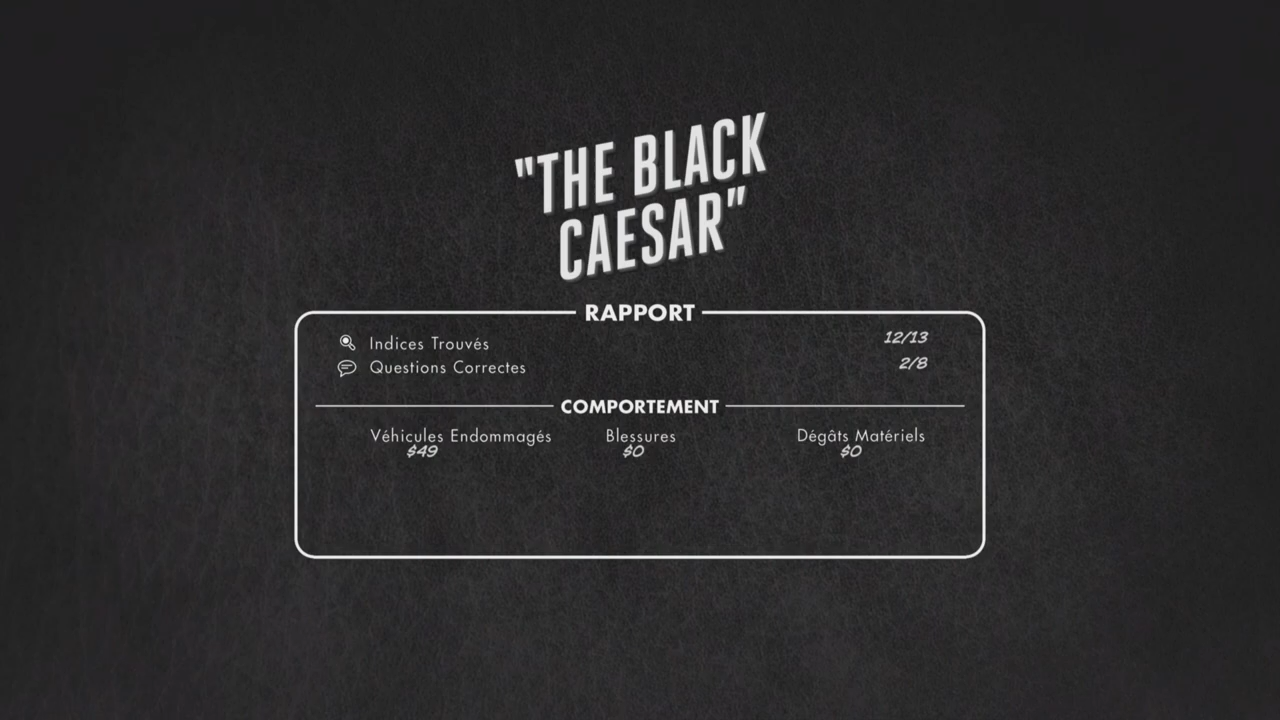 "THE BLACK
CAESAR"
RAPPORT
Indices Trouvés 12/13
Questions Correctes 2/8
COMPORTEMENT
Véhicules Endommagés Blessures Dégâts Matériels
$49 $0 $0